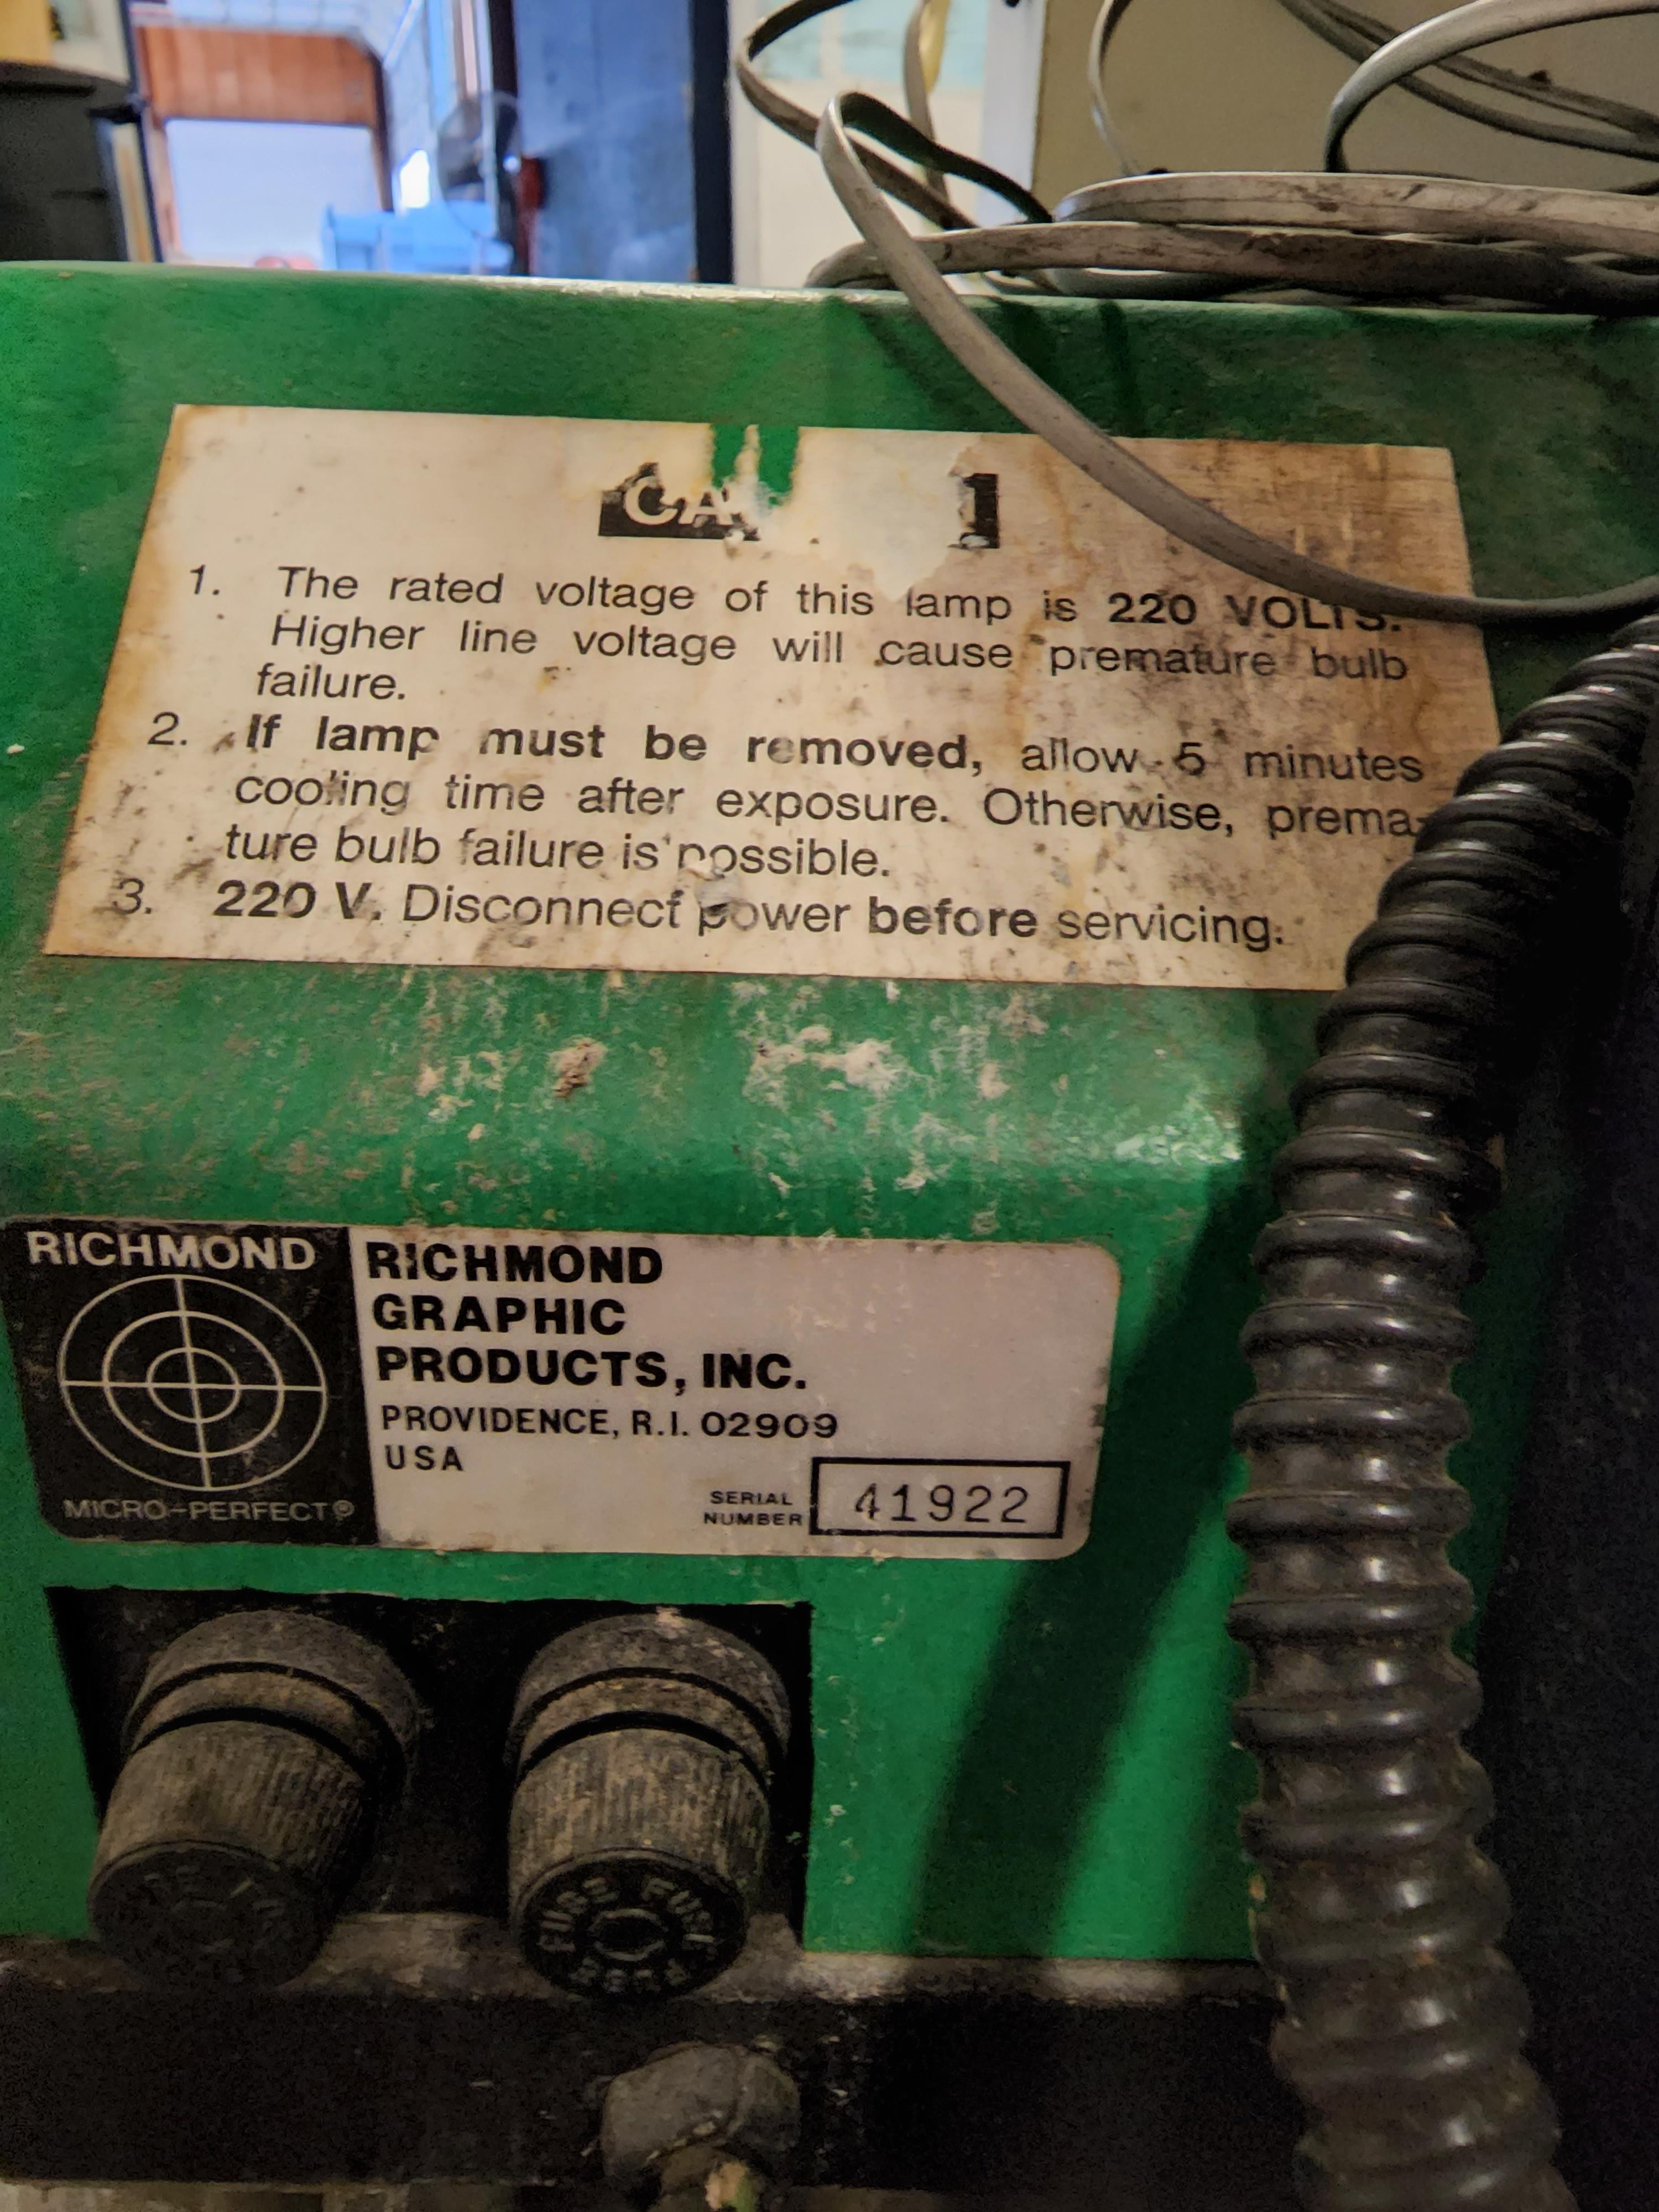 CA
1. The rated voltage of this lamp is 220 VOLTS.
Higher line voltage will cause premature bulb
failure.
2. If lamp must be removed, allow 5 minutes
cooling time after exposure. Otherwise, prema-
ture bulb failure is possible.
3. 220 V. Disconnect power before servicing.
RICHMOND
MICRO-PERFECT®
RICHMOND
GRAPHIC
PRODUCTS, INC.
PROVIDENCE, R.I. 02909
USA
SERIAL
NUMBER
41922
FUSE FUSE